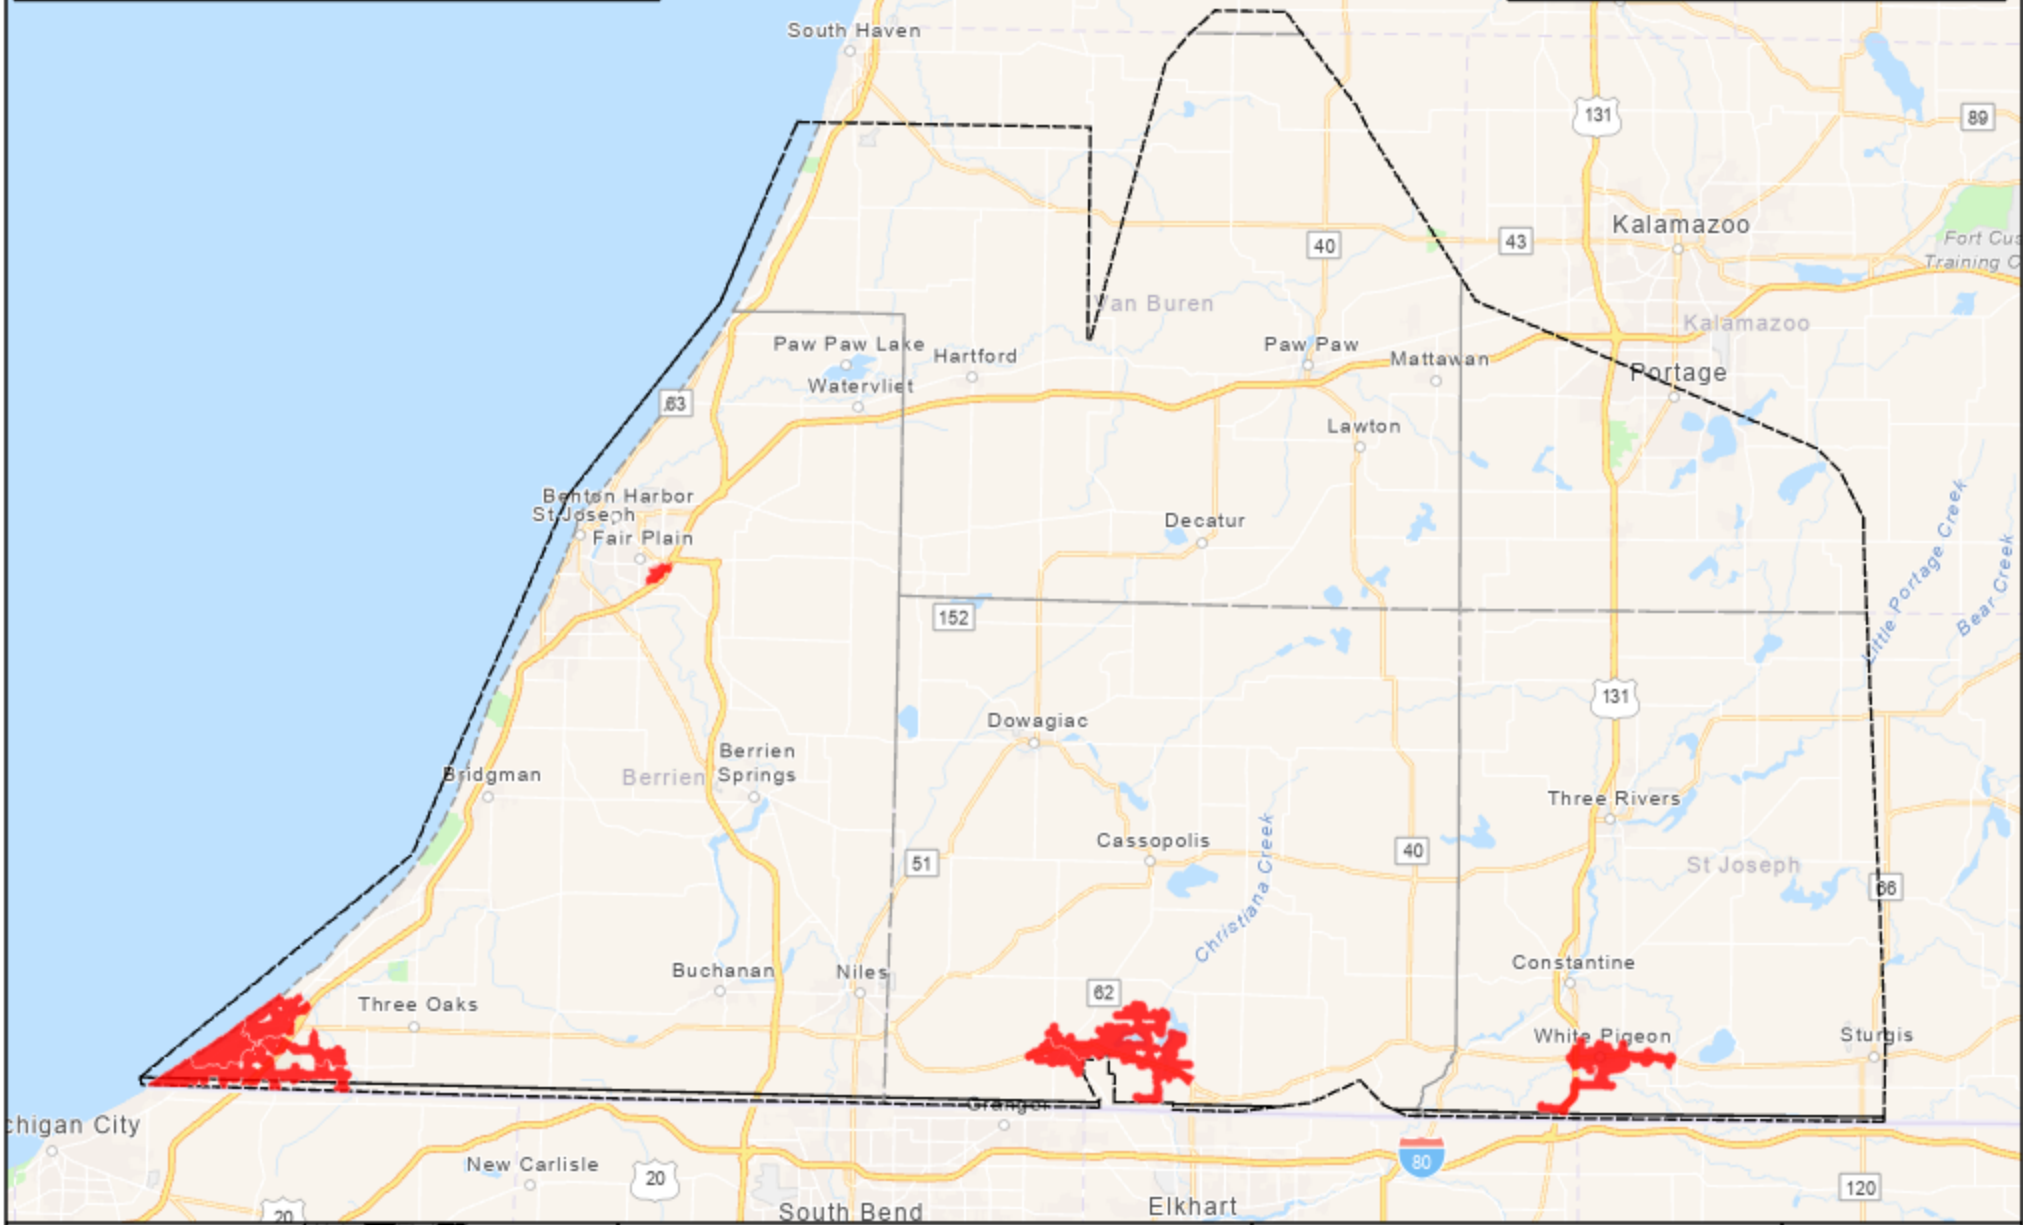 South Haven
131
89
Kalamazoo
40
43
Fort Cus
Training C
Van Buren
Kalamazoo
Paw Paw Lake
Hartford
Paw Paw
Mattawan
Portage
Watervliet
63
Lawton
Benton Harbor
St Joseph
Fair Plain
Decatur
Little Portage Creek
Bear Creek
152
131
Dowagiac
Berrien
Springs
Bridgman
Berrien
Three Rivers
Cassopolis
Christiana Creek
51
40
St Joseph
66
Buchanan
Niles
Constantine
62
Three Oaks
White Pigeon
Sturgis
Granger
chigan City
New Carlisle
20
80
120
20
South Bend
Elkhart